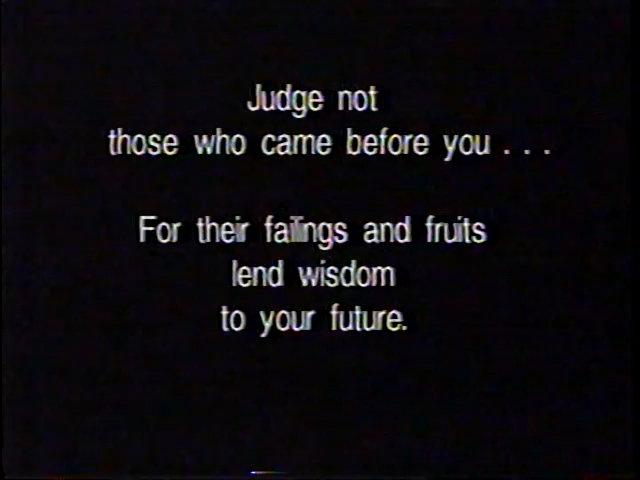 Judge not
those who came before you . . .
For their failings and fruits
lend wisdom
to your future.